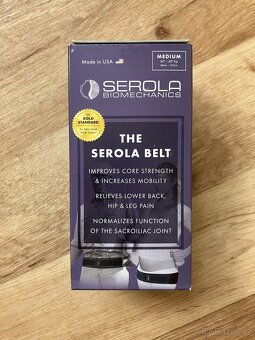 Made in USA
MEDIUM
SEROLA
BIOMECHANICS
GOLD
STANDARD
THE
SEROLA BELT
IMPROVES CORE STRENGTH
& INCREASES MOBILITY
RELIEVES LOWER BACK,
HIP & LEG PAIN
NORMALIZES FUNCTION
OF THE SACROILIAC JOINT